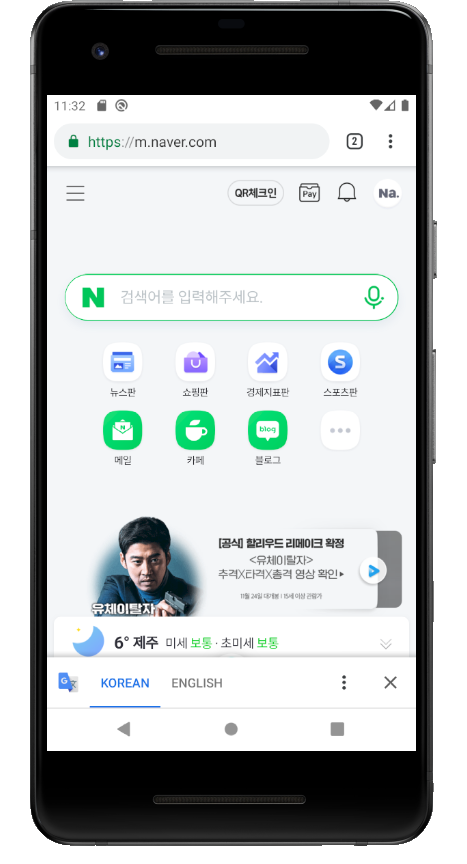 11:32
https://m.naver.com
2
QR체크인
Pay
Na.
N
검색어를 입력해주세요.
S
뉴스판
쇼핑판
경제지표판
스포츠판
N
blog
메일
카페
블로그
[공식] 할리우드 리메이크 확정
<유체이탈자>
추격X타격X총격 영상 확인▸
11월 24일 대개봉 | 15세 이상 관람가
유체이탈자
6° 제주 미세 보통 · 초미세 보통
G
KOREAN
ENGLISH